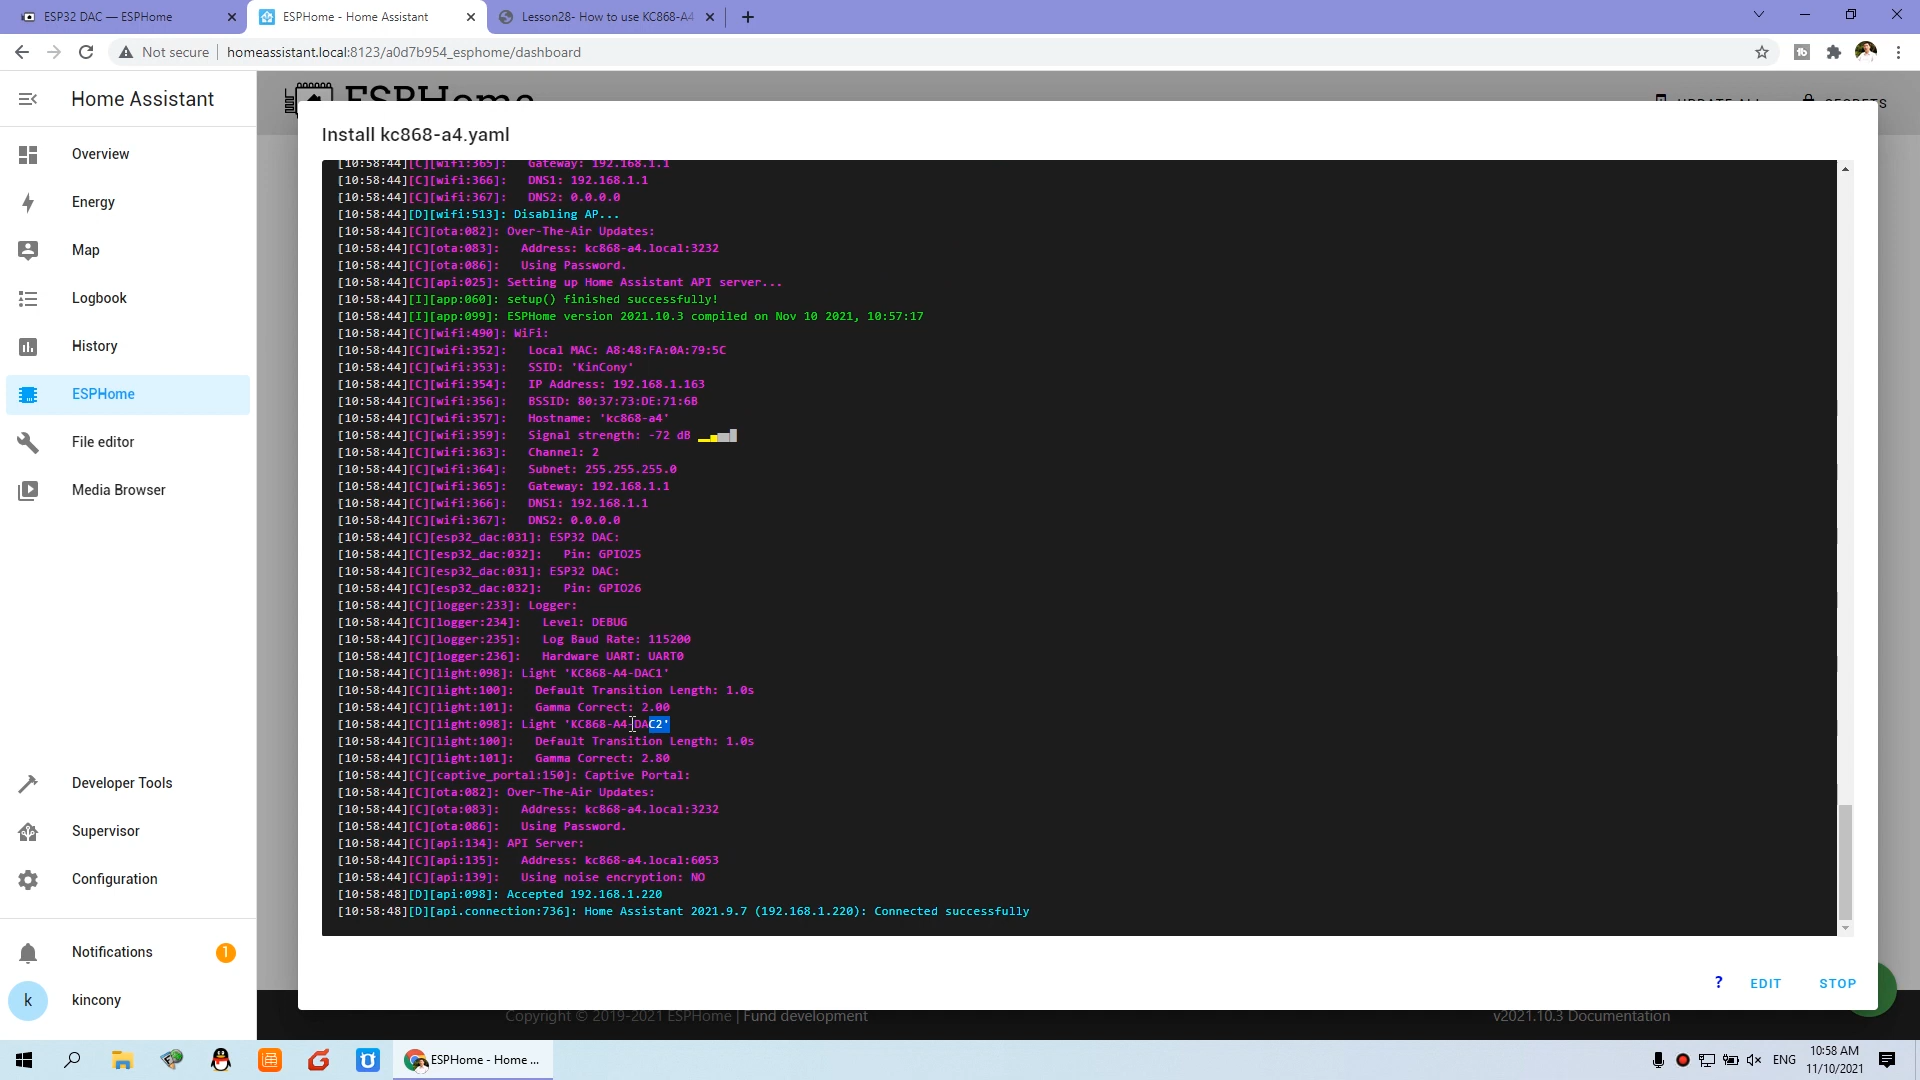 ESP32 DAC — ESPHome
ESPHome - Home Assistant
Lesson28- How to use KC868-A4
Not secure
homeassistant.local:8123/a0d7b954_esphome/dashboard
Home Assistant
Overview
Energy
Map
Logbook
History
ESPHome
File editor
Media Browser
Developer Tools
Supervisor
Configuration
Notifications
1
k
kincony
ESPHome
UPDATE ALL
SECRETS
Install kc868-a4.yaml
[10:58:44][C][wifi:365]: Gateway: 192.168.1.1
[10:58:44][C][wifi:366]: DNS1: 192.168.1.1
[10:58:44][C][wifi:367]: DNS2: 0.0.0.0
[10:58:44][D][wifi:513]: Disabling AP...
[10:58:44][C][ota:082]: Over-The-Air Updates:
[10:58:44][C][ota:083]: Address: kc868-a4.local:3232
[10:58:44][C][ota:086]: Using Password.
[10:58:44][C][api:025]: Setting up Home Assistant API server...
[10:58:44][I][app:060]: setup() finished successfully!
[10:58:44][I][app:099]: ESPHome version 2021.10.3 compiled on Nov 10 2021, 10:57:17
[10:58:44][C][wifi:490]: WiFi:
[10:58:44][C][wifi:352]: Local MAC: A8:48:FA:0A:79:5C
[10:58:44][C][wifi:353]: SSID: 'KinCony'
[10:58:44][C][wifi:354]: IP Address: 192.168.1.163
[10:58:44][C][wifi:356]: BSSID: 80:37:73:DE:71:6B
[10:58:44][C][wifi:357]: Hostname: 'kc868-a4'
[10:58:44][C][wifi:359]: Signal strength: -72 dB
[10:58:44][C][wifi:363]: Channel: 2
[10:58:44][C][wifi:364]: Subnet: 255.255.255.0
[10:58:44][C][wifi:365]: Gateway: 192.168.1.1
[10:58:44][C][wifi:366]: DNS1: 192.168.1.1
[10:58:44][C][wifi:367]: DNS2: 0.0.0.0
[10:58:44][C][esp32_dac:031]: ESP32 DAC:
[10:58:44][C][esp32_dac:032]: Pin: GPIO25
[10:58:44][C][esp32_dac:031]: ESP32 DAC:
[10:58:44][C][esp32_dac:032]: Pin: GPIO26
[10:58:44][C][logger:233]: Logger:
[10:58:44][C][logger:234]: Level: DEBUG
[10:58:44][C][logger:235]: Log Baud Rate: 115200
[10:58:44][C][logger:236]: Hardware UART: UART0
[10:58:44][C][light:098]: Light 'KC868-A4-DAC1'
[10:58:44][C][light:100]: Default Transition Length: 1.0s
[10:58:44][C][light:101]: Gamma Correct: 2.00
[10:58:44][C][light:098]: Light 'KC868-A4-DAC2'
[10:58:44][C][light:100]: Default Transition Length: 1.0s
[10:58:44][C][light:101]: Gamma Correct: 2.80
[10:58:44][C][captive_portal:150]: Captive Portal:
[10:58:44][C][ota:082]: Over-The-Air Updates:
[10:58:44][C][ota:083]: Address: kc868-a4.local:3232
[10:58:44][C][ota:086]: Using Password.
[10:58:44][C][api:134]: API Server:
[10:58:44][C][api:135]: Address: kc868-a4.local:6053
[10:58:44][C][api:139]: Using noise encryption: NO
[10:58:48][D][api:098]: Accepted 192.168.1.220
[10:58:48][D][api.connection:736]: Home Assistant 2021.9.7 (192.168.1.220): Connected successfully
? EDIT STOP
Copyright © 2019-2021 ESPHome | Fund development
v2021.10.3 Documentation
ESPHome - Home ...
ENG
10:58 AM
11/10/2021